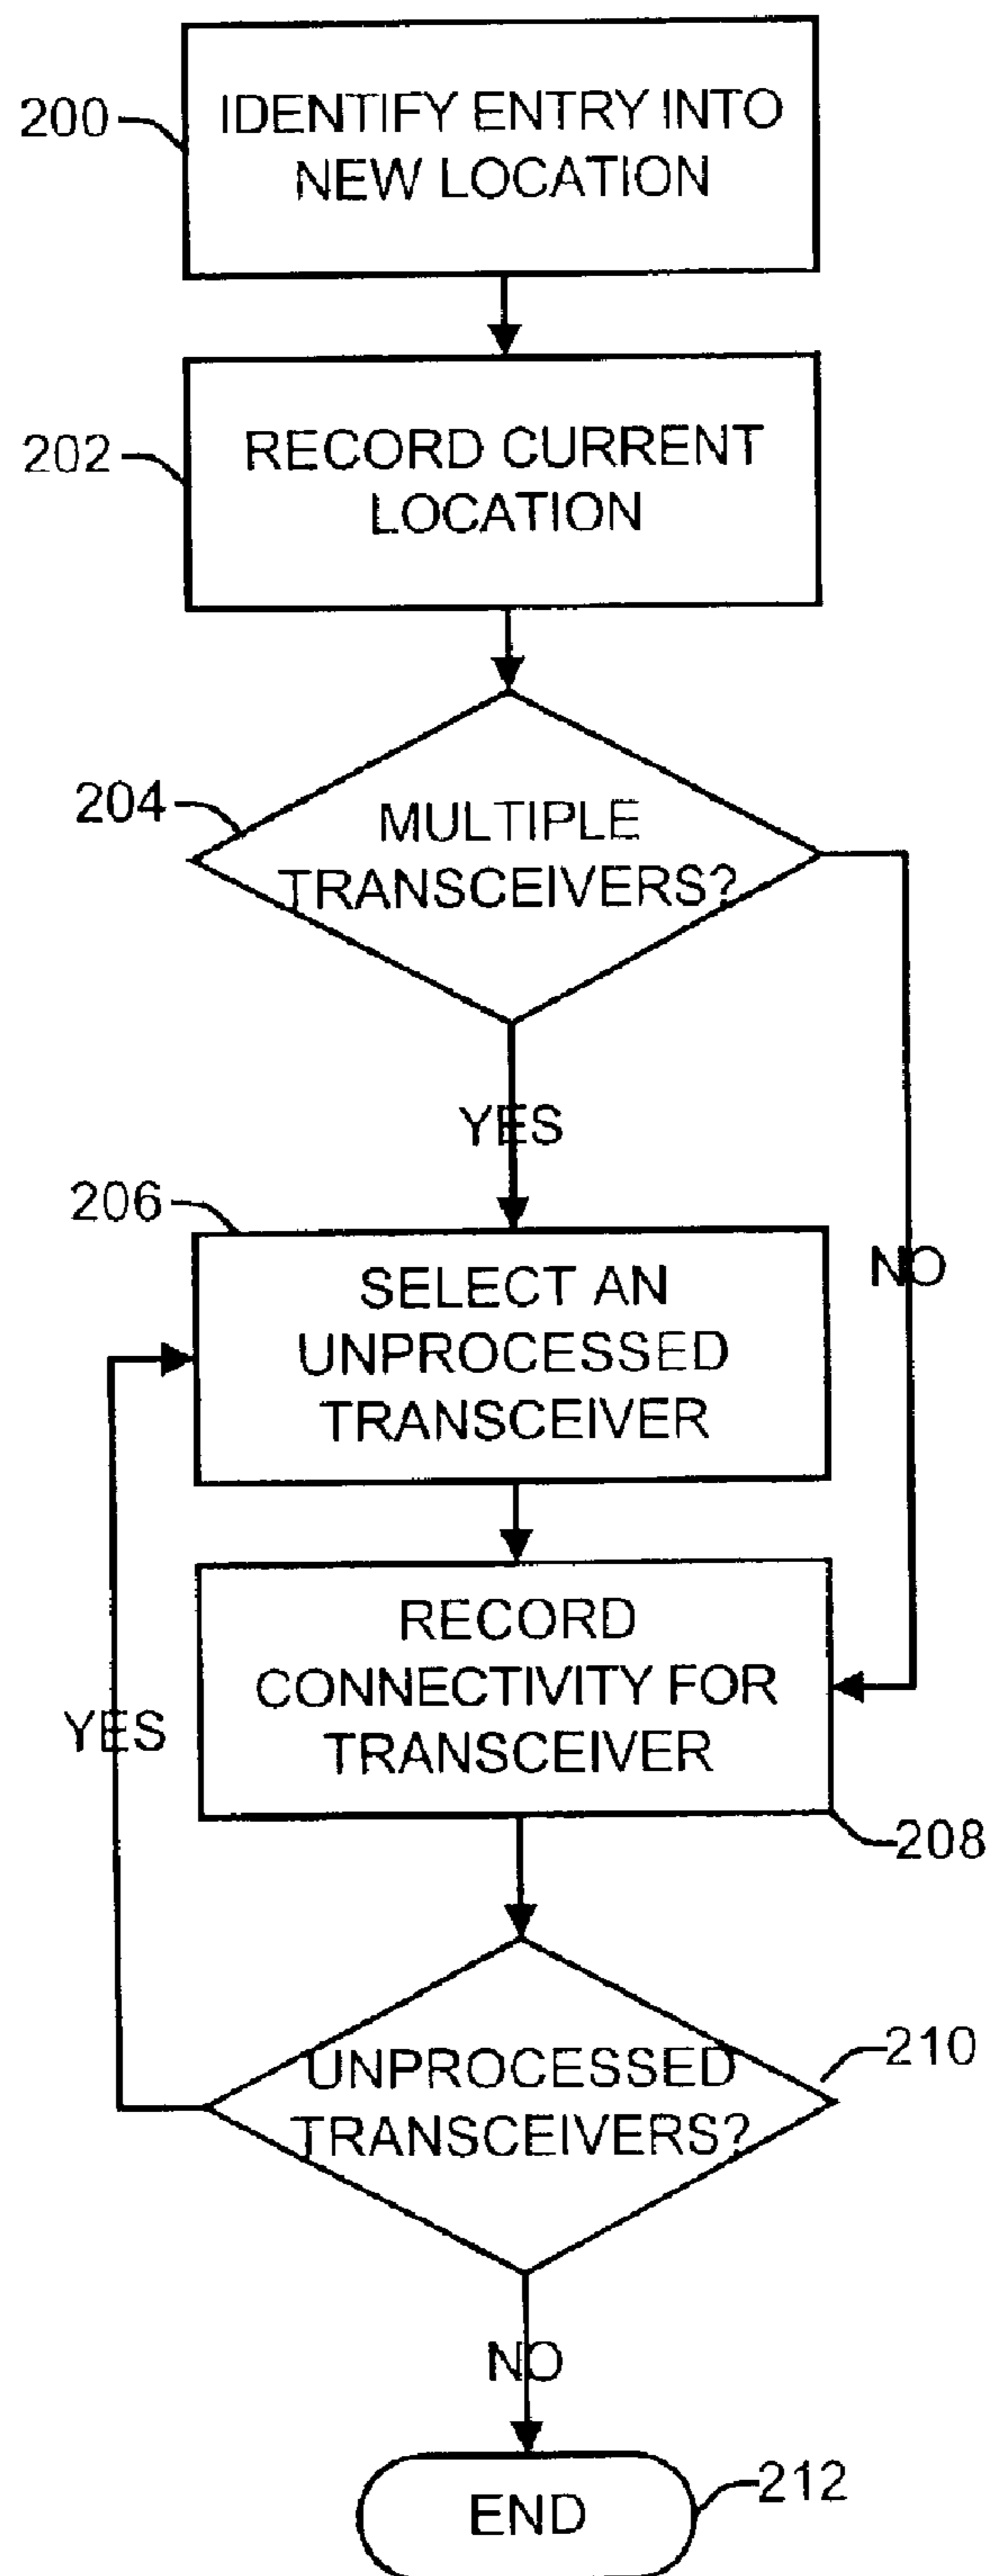 200
IDENTIFY ENTRY INTO
NEW LOCATION
202
RECORD CURRENT
LOCATION
204
MULTIPLE
TRANSCEIVERS?
YES
206
SELECT AN
UNPROCESSED
TRANSCEIVER
NO
RECORD
CONNECTIVITY FOR
TRANSCEIVER
YES
208
UNPROCESSED
TRANSCEIVERS?
210
NO
END
212